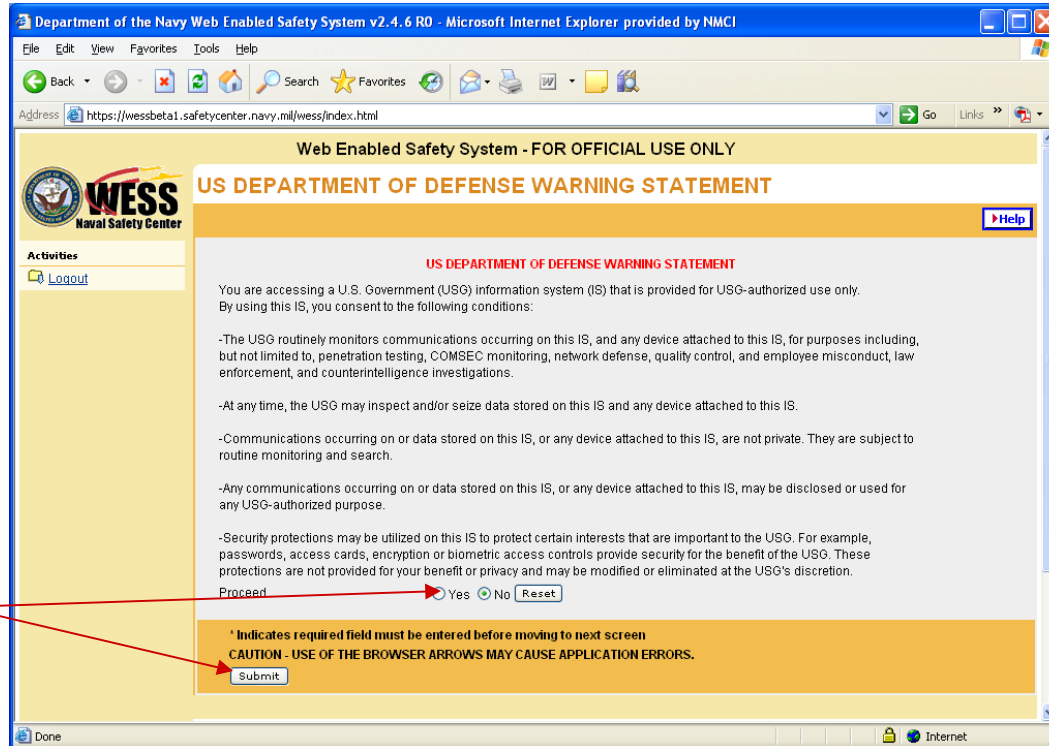 Department of the Navy Web Enabled Safety System v2.4.6 R0 - Microsoft Internet Explorer provided by NMCI
File Edit View Favorites Tools Help
Back Search Favorites
Address https://wessbeta1.safetycenter.navy.mil/wess/index.html Go Links »
Web Enabled Safety System - FOR OFFICIAL USE ONLY
WESS
Naval Safety Center
US DEPARTMENT OF DEFENSE WARNING STATEMENT
Help
Activities
Logout
US DEPARTMENT OF DEFENSE WARNING STATEMENT
You are accessing a U.S. Government (USG) information system (IS) that is provided for USG-authorized use only.
By using this IS, you consent to the following conditions:
-The USG routinely monitors communications occurring on this IS, and any device attached to this IS, for purposes including,
but not limited to, penetration testing, COMSEC monitoring, network defense, quality control, and employee misconduct, law
enforcement, and counterintelligence investigations.
-At any time, the USG may inspect and/or seize data stored on this IS and any device attached to this IS.
-Communications occurring on or data stored on this IS, or any device attached to this IS, are not private. They are subject to
routine monitoring and search.
-Any communications occurring on or data stored on this IS, or any device attached to this IS, may be disclosed or used for
any USG-authorized purpose.
-Security protections may be utilized on this IS to protect certain interests that are important to the USG. For example,
passwords, access cards, encryption or biometric access controls provide security for the benefit of the USG. These
protections are not provided for your benefit or privacy and may be modified or eliminated at the USG's discretion.
Proceed Yes No Reset
* Indicates required field must be entered before moving to next screen
CAUTION - USE OF THE BROWSER ARROWS MAY CAUSE APPLICATION ERRORS.
Submit
Done Internet